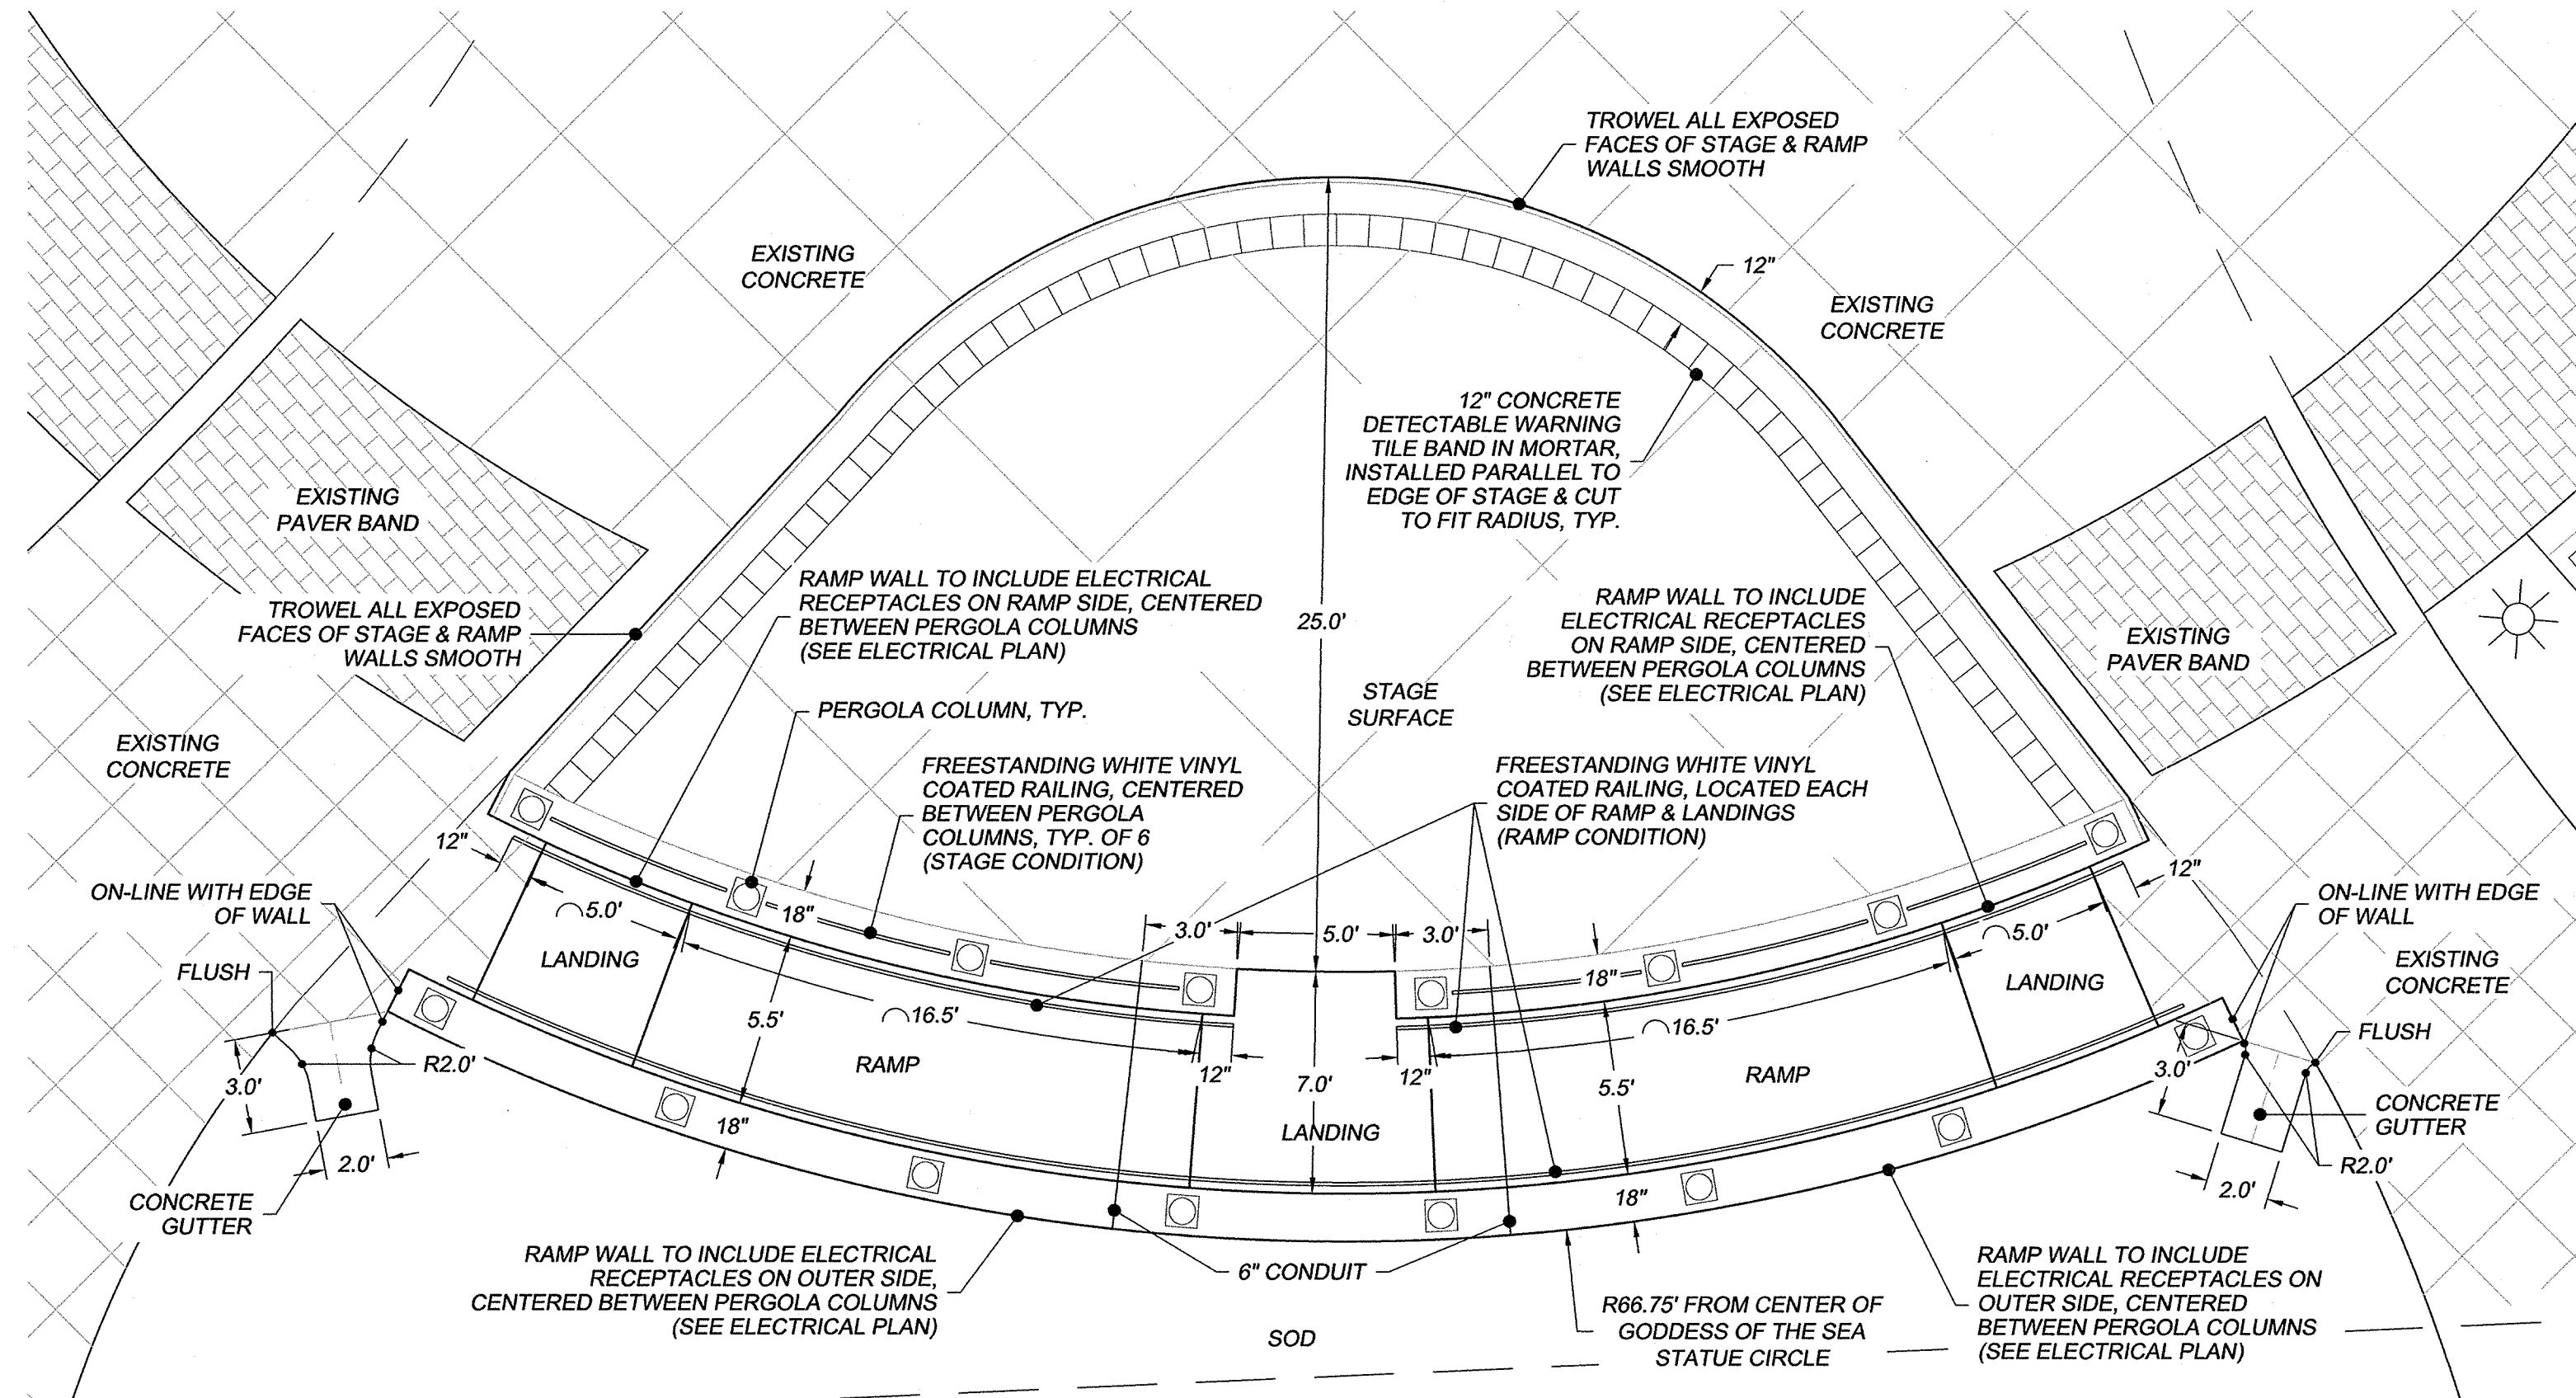 TROWEL ALL EXPOSED
FACES OF STAGE & RAMP
WALLS SMOOTH
EXISTING
CONCRETE
12"
EXISTING
CONCRETE
12" CONCRETE
DETECTABLE WARNING
TILE BAND IN MORTAR,
INSTALLED PARALLEL TO
EDGE OF STAGE & CUT
TO FIT RADIUS, TYP.
EXISTING
PAVER BAND
RAMP WALL TO INCLUDE ELECTRICAL
RECEPTACLES ON RAMP SIDE, CENTERED
BETWEEN PERGOLA COLUMNS
(SEE ELECTRICAL PLAN)
TROWEL ALL EXPOSED
FACES OF STAGE & RAMP
WALLS SMOOTH
25.0'
RAMP WALL TO INCLUDE
ELECTRICAL RECEPTACLES
ON RAMP SIDE, CENTERED
BETWEEN PERGOLA COLUMNS
(SEE ELECTRICAL PLAN)
EXISTING
PAVER BAND
STAGE
SURFACE
PERGOLA COLUMN, TYP.
EXISTING
CONCRETE
FREESTANDING WHITE VINYL
COATED RAILING, CENTERED
BETWEEN PERGOLA
COLUMNS, TYP. OF 6
(STAGE CONDITION)
FREESTANDING WHITE VINYL
COATED RAILING, LOCATED EACH
SIDE OF RAMP & LANDINGS
(RAMP CONDITION)
12"
12"
ON-LINE WITH EDGE
OF WALL
ON-LINE WITH EDGE
OF WALL
5.0'
18"
3.0'
5.0'
3.0'
5.0'
LANDING
18"
LANDING
EXISTING
CONCRETE
FLUSH
5.5'
16.5'
16.5'
FLUSH
R2.0'
RAMP
12"
7.0'
12"
5.5'
RAMP
3.0'
3.0'
18"
LANDING
CONCRETE
GUTTER
2.0'
R2.0'
CONCRETE
GUTTER
18"
2.0'
RAMP WALL TO INCLUDE ELECTRICAL
RECEPTACLES ON OUTER SIDE,
CENTERED BETWEEN PERGOLA COLUMNS
(SEE ELECTRICAL PLAN)
6" CONDUIT
R66.75' FROM CENTER OF
GODDESS OF THE SEA
STATUE CIRCLE
RAMP WALL TO INCLUDE
ELECTRICAL RECEPTACLES ON
OUTER SIDE, CENTERED
BETWEEN PERGOLA COLUMNS
(SEE ELECTRICAL PLAN)
SOD